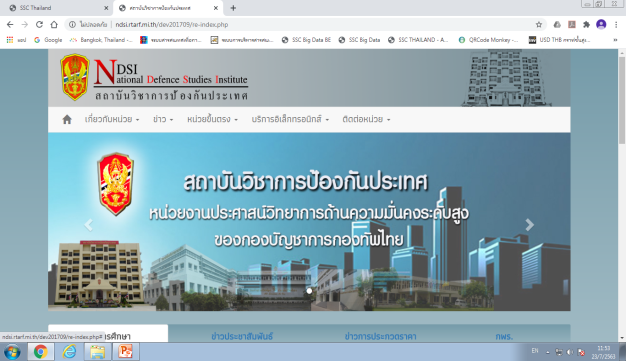 SSC Thailand
สถาบันวิชาการป้องกันประเทศ
ไม่ปลอดภัย | ndsi.rtarf.mi.th/dev201709/re-index.php
แอป Google Bangkok, Thailand -... SSC Big Data BE SSC Big Data SSC THAILAND - A... QRCode Monkey -...
NDSI
National Defence Studies Institute
สถาบันวิชาการป้องกันประเทศ
เกี่ยวกับหน่วย ข่าว หน่วยขึ้นตรง บริการอิเล็กทรอนิกส์ ติดต่อหน่วย
สถาบันวิชาการป้องกันประเทศ
หน่วยงานประศาสน์วิทยาการด้านความมั่นคงระดับสูง
ของกองบัญชาการกองทัพไทย
ndsi.rtarf.mi.th/dev201709/re-index.php# ารศึกษา ข่าวประชาสัมพันธ์ ข่าวการประกวดราคา กพร.
EN 11:53
23/7/2563